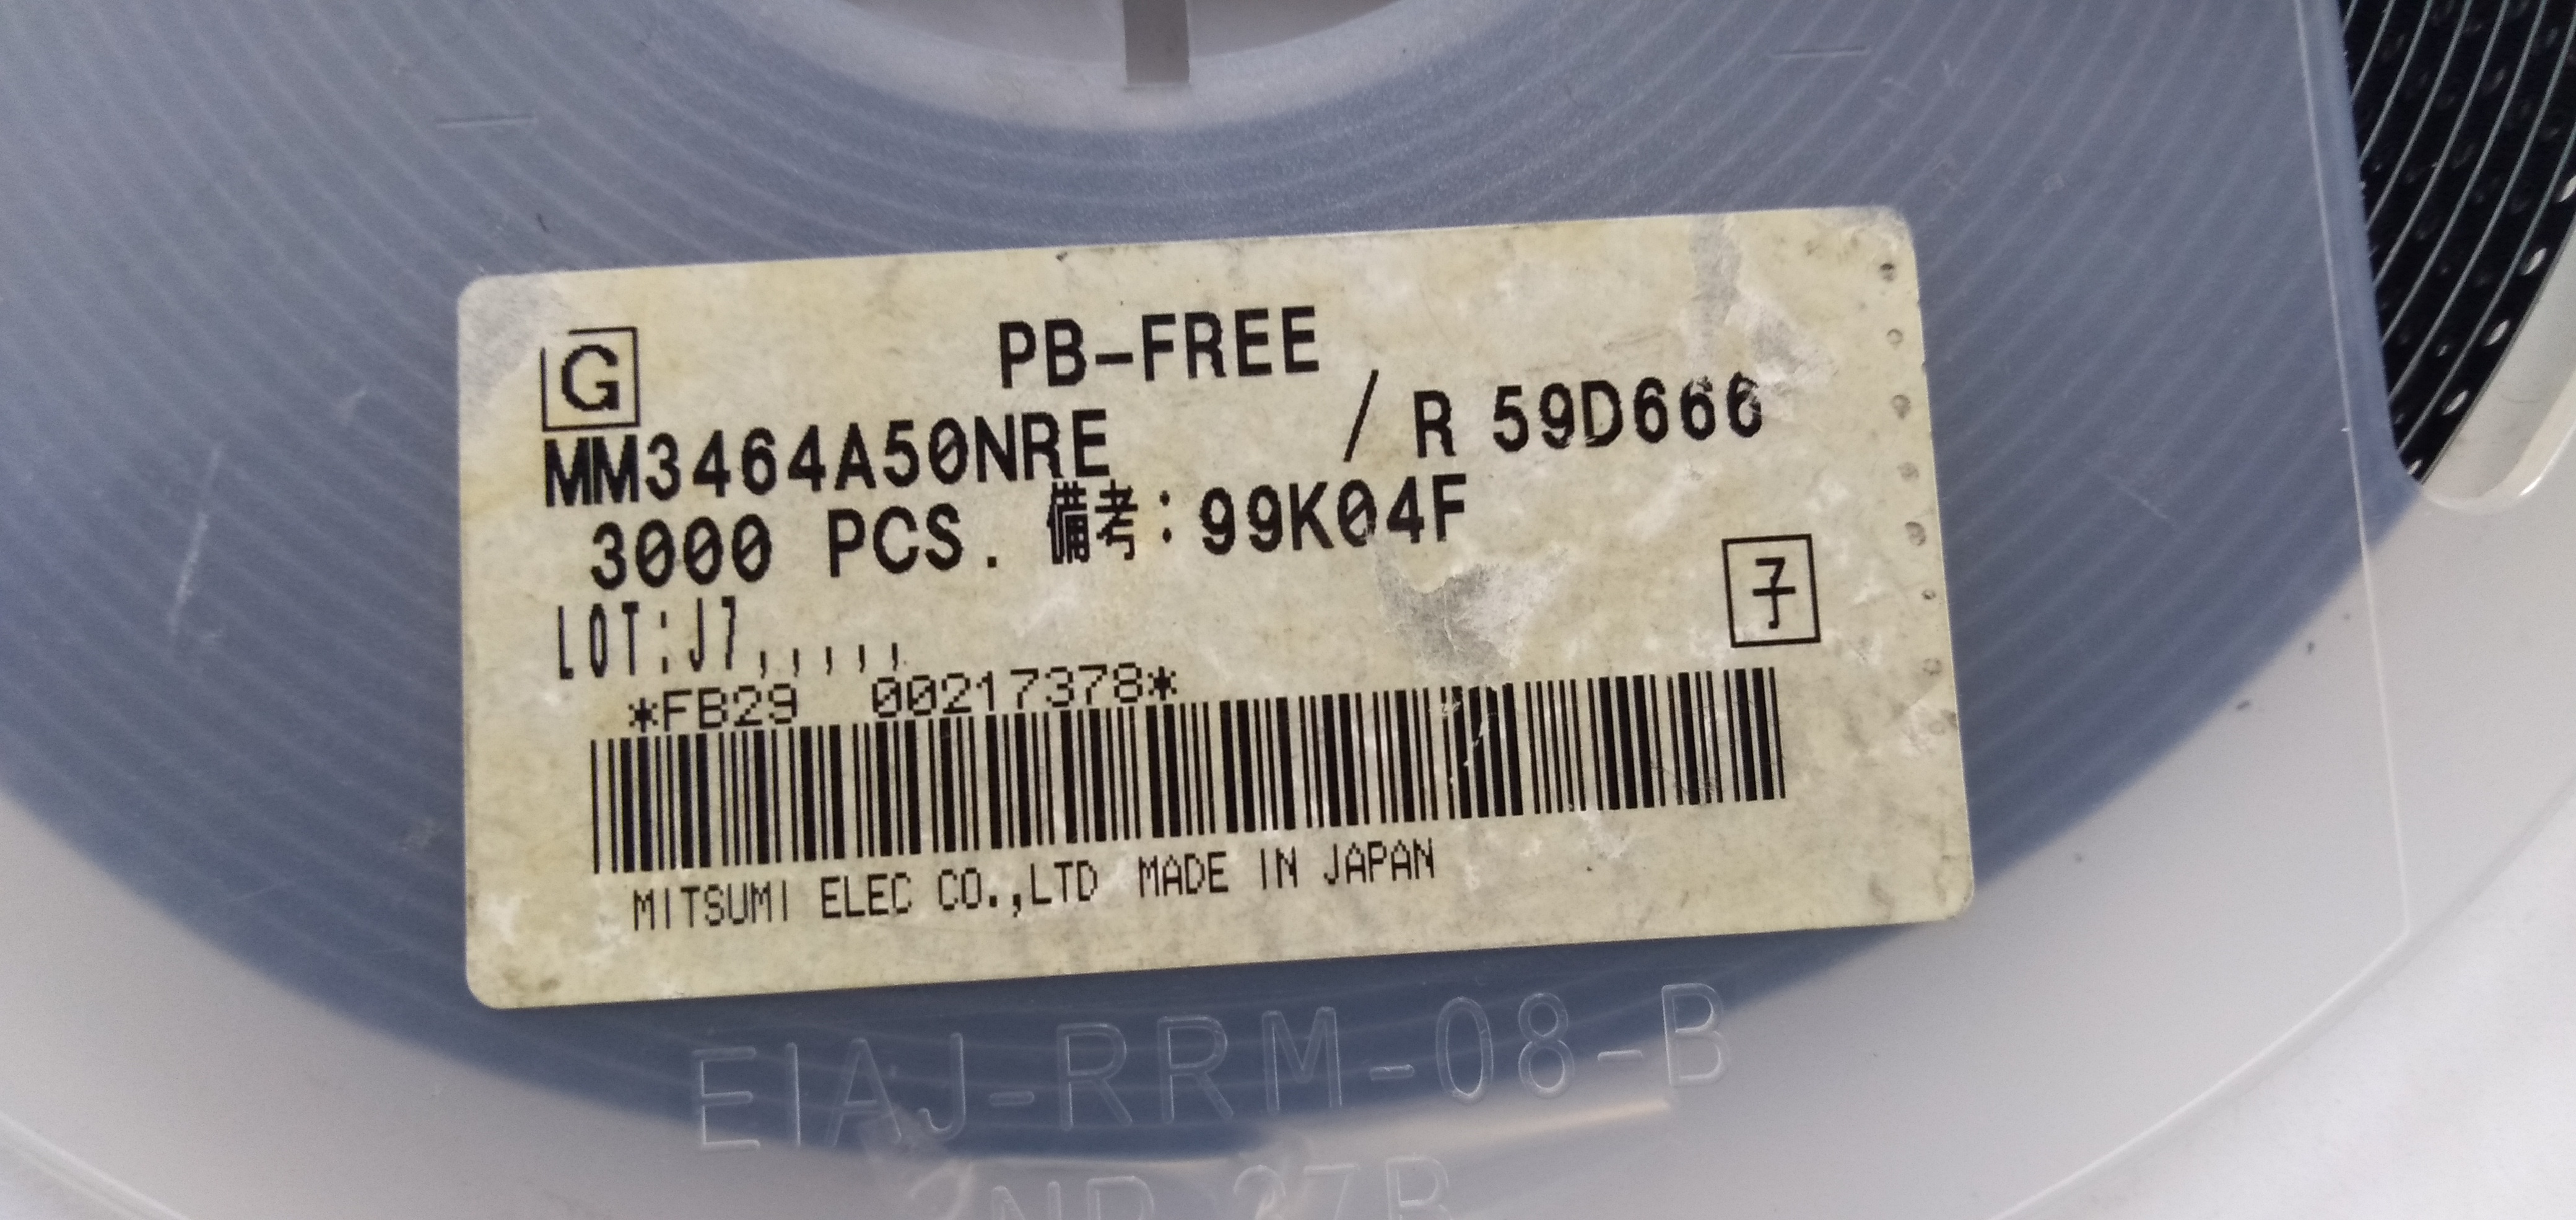 G
PB-FREE
MM3464A50NRE / R 59D666
3000 PCS. 備考:99K04F
子
LOT:J7,,,,,
*FB29 00217378*
MITSUMI ELEC CO.,LTD MADE IN JAPAN
EIAJ-RRM-08-B